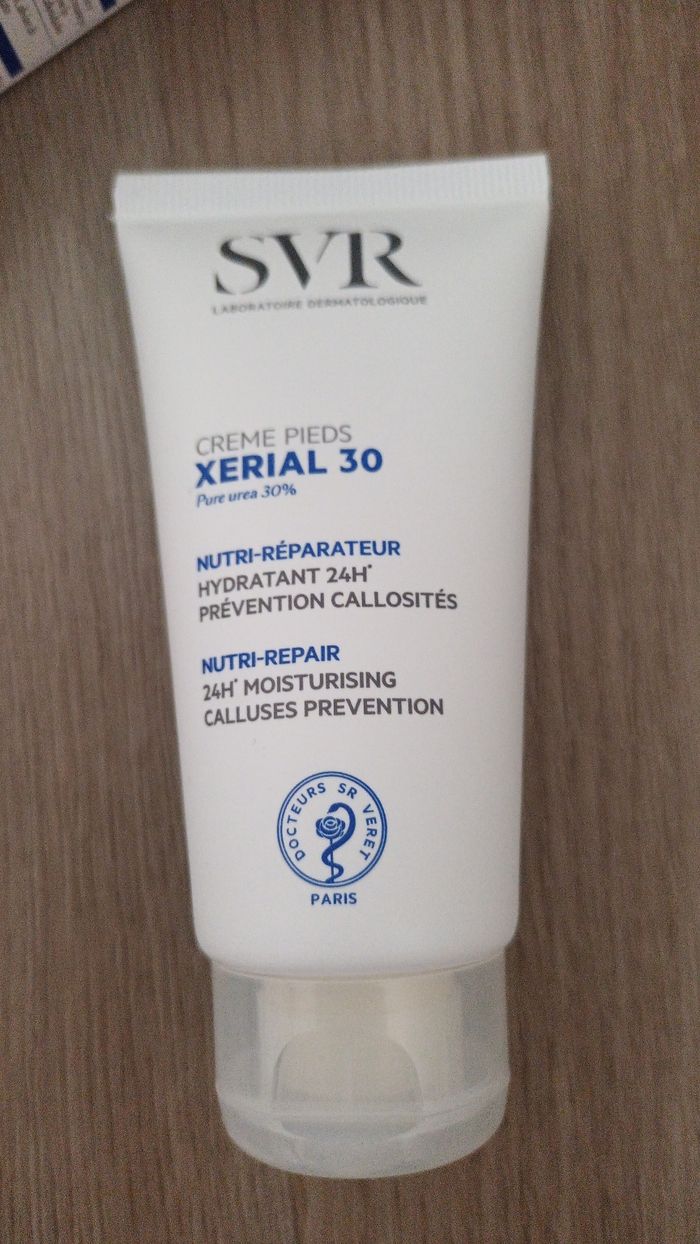 SVR
LABORATOIRE DERMATOLOGIQUE
CREME PIEDS
XERIAL 30
Pure urea 30%
NUTRI-RÉPARATEUR
HYDRATANT 24H*
PRÉVENTION CALLOSITÉS
NUTRI-REPAIR
24H* MOISTURISING
CALLUSES PREVENTION
DOCTEURS SR VERET
PARIS